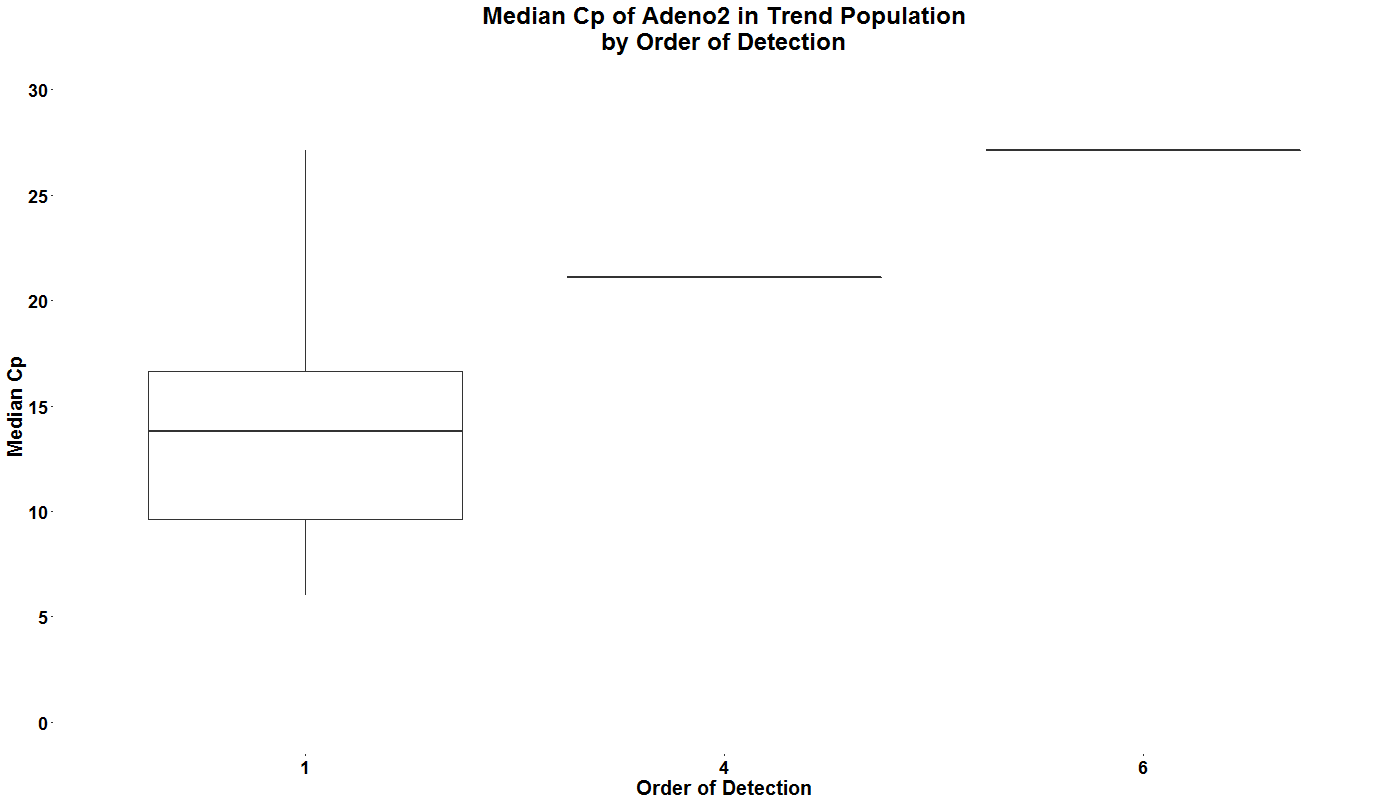 Median Cp of Adeno2 in Trend Population
by Order of Detection
30
25
20
15
10
5
0
Median Cp
1 4 6
Order of Detection